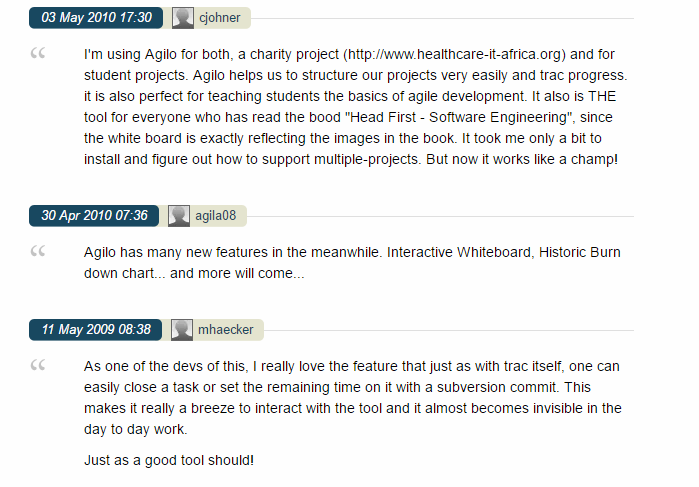 03 May 2010 17:30 cjohner
“
I'm using Agilo for both, a charity project (http://www.healthcare-it-africa.org) and for
student projects. Agilo helps us to structure our projects very easily and trac progress.
it is also perfect for teaching students the basics of agile development. It also is THE
tool for everyone who has read the bood "Head First - Software Engineering", since
the white board is exactly reflecting the images in the book. It took me only a bit to
install and figure out how to support multiple-projects. But now it works like a champ!
30 Apr 2010 07:36 agila08
“
Agilo has many new features in the meanwhile. Interactive Whiteboard, Historic Burn
down chart... and more will come...
11 May 2009 08:38 mhaecker
“
As one of the devs of this, I really love the feature that just as with trac itself, one can
easily close a task or set the remaining time on it with a subversion commit. This
makes it really a breeze to interact with the tool and it almost becomes invisible in the
day to day work.
Just as a good tool should!